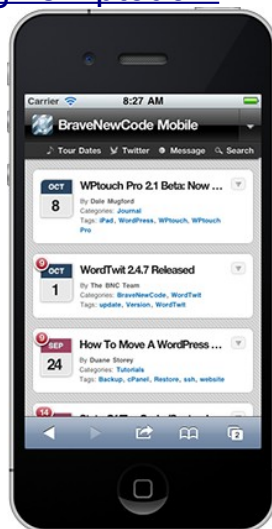 Carrier 8:27 AM
BraveNewCode Mobile
Tour Dates Twitter Message Search
OCT
8
WPtouch Pro 2.1 Beta: Now ...
By Dale Mugford
Categories: Journal
Tags: iPad, WordPress, WPtouch, WPtouch
Pro
9
OCT
1
WordTwit 2.4.7 Released
By The BNC Team
Categories: BraveNewCode, WordTwit
Tags: update, Version, WordTwit
9
SEP
24
How To Move A WordPress ...
By Duane Storey
Categories: Tutorials
Tags: Backup, cPanel, Restore, ssh, website
14
2